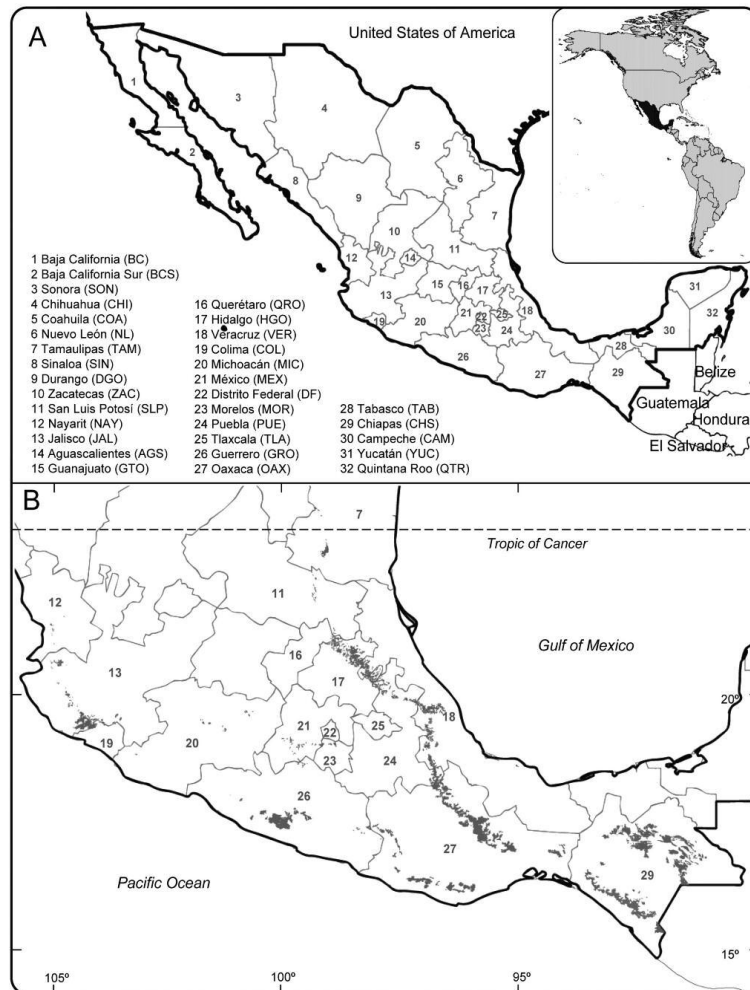 A
United States of America
1
2
3
4
5
6
7
8
9
10
11
12
13
14
15
16
17
18
19
20
21
22
23
24
25
26
27
28
29
30
31
32
Belize
Guatemala
Hondura
El Salvador
1 Baja California (BC)
2 Baja California Sur (BCS)
3 Sonora (SON)
4 Chihuahua (CHI)
5 Coahuila (COA)
6 Nuevo León (NL)
7 Tamaulipas (TAM)
8 Sinaloa (SIN)
9 Durango (DGO)
10 Zacatecas (ZAC)
11 San Luis Potosí (SLP)
12 Nayarit (NAY)
13 Jalisco (JAL)
14 Aguascalientes (AGS)
15 Guanajuato (GTO)
16 Querétaro (QRO)
17 Hidalgo (HGO)
18 Veracruz (VER)
19 Colima (COL)
20 Michoacán (MIC)
21 México (MEX)
22 Distrito Federal (DF)
23 Morelos (MOR)
24 Puebla (PUE)
25 Tlaxcala (TLA)
26 Guerrero (GRO)
27 Oaxaca (OAX)
28 Tabasco (TAB)
29 Chiapas (CHS)
30 Campeche (CAM)
31 Yucatán (YUC)
32 Quintana Roo (QTR)
B
7
Tropic of Cancer
11
12
Gulf of Mexico
16
13
17
20º
18
21
22
25
19
20
23
24
26
27
29
Pacific Ocean
15º
105º
100º
95º